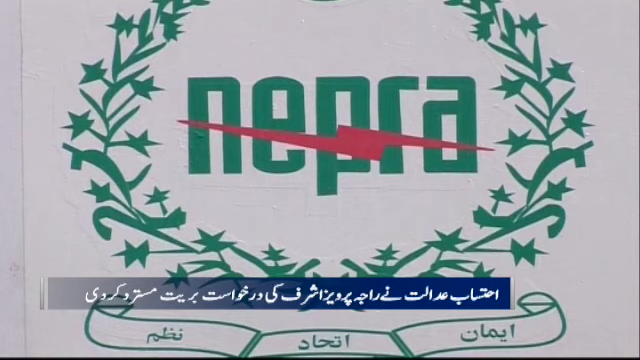 nepra
احتساب عدالت نے راجہ پرویز اشرف کی درخواست بریت مسترد کر دی
ایمان اتحاد نظم